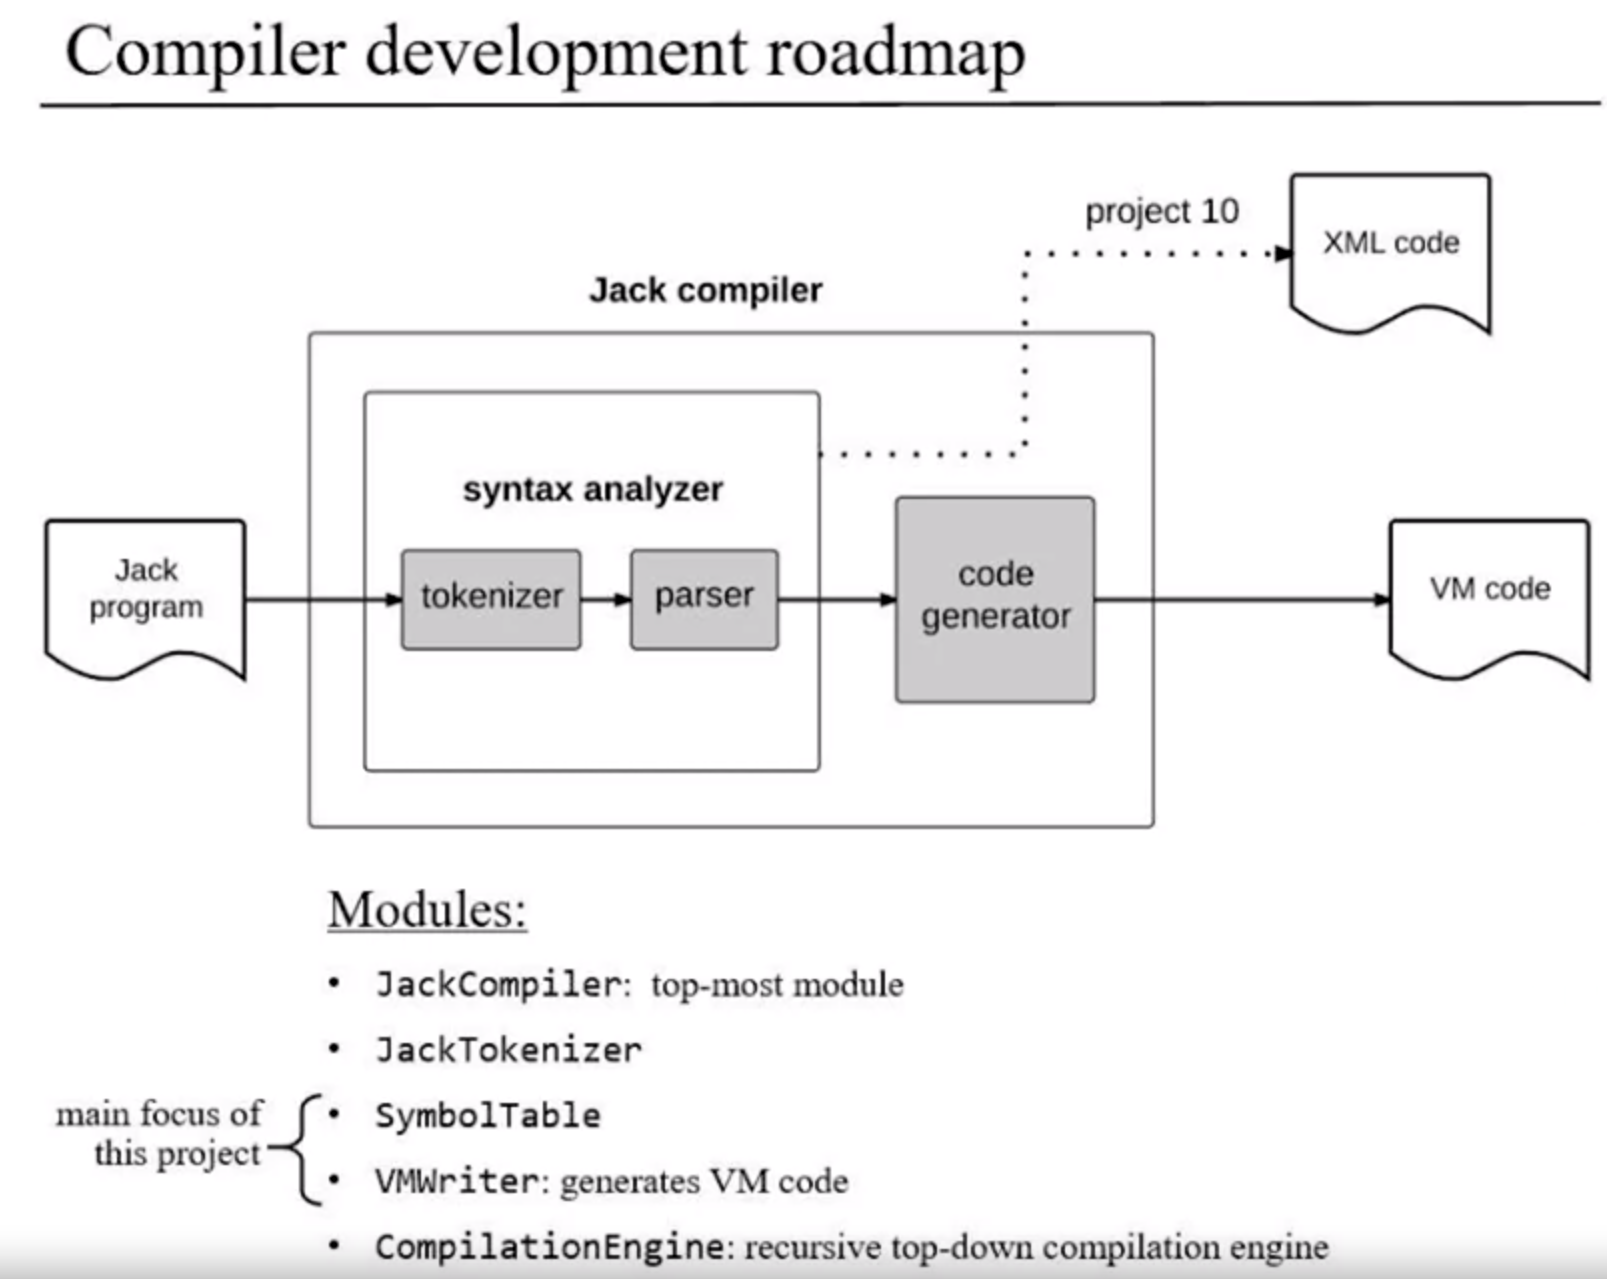 Compiler development roadmap
project 10
XML code
Jack compiler
syntax analyzer
Jack
program
tokenizer
parser
code
generator
VM code
Modules:
• JackCompiler: top-most module
• JackTokenizer
main focus of
this project
• SymbolTable
• VMWriter: generates VM code
• CompilationEngine: recursive top-down compilation engine